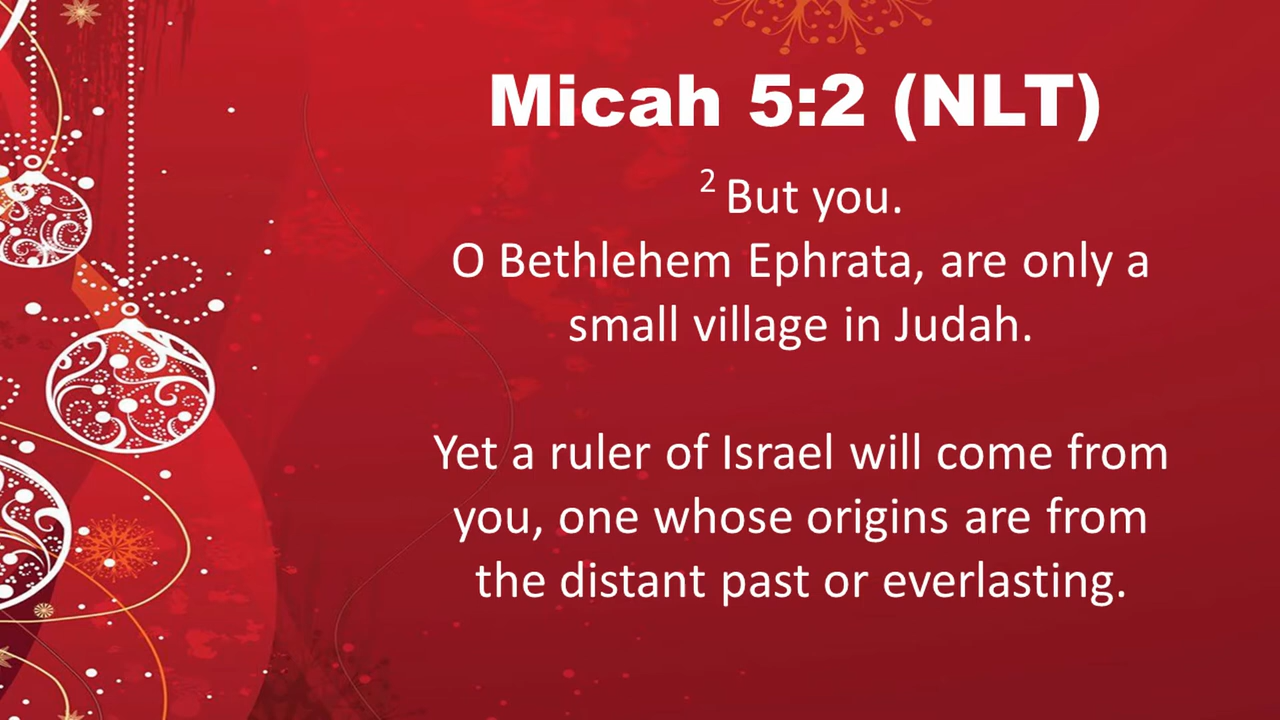 Micah 5:2 (NLT)
2 But you.
O Bethlehem Ephrata, are only a
small village in Judah.
Yet a ruler of Israel will come from
you, one whose origins are from
the distant past or everlasting.